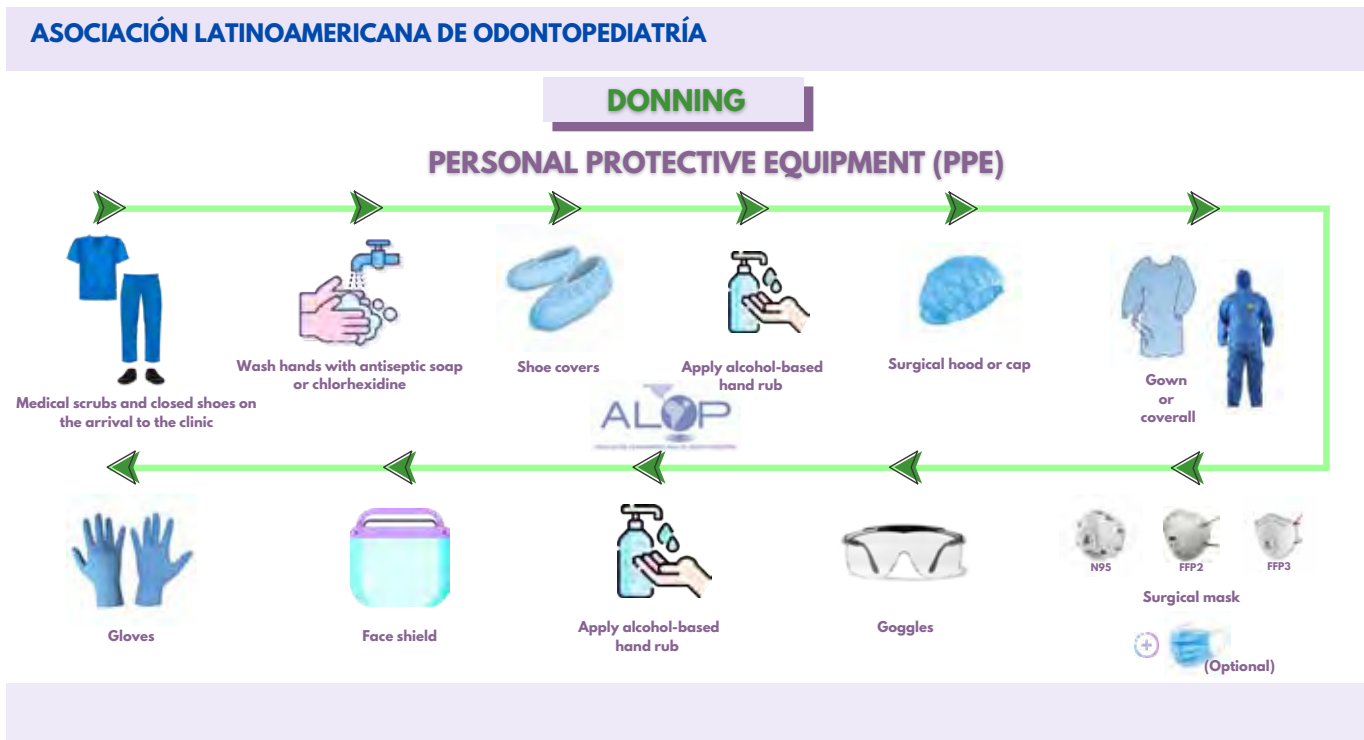 ASOCIACIÓN LATINOAMERICANA DE ODONTOPEDIATRÍA
DONNING
PERSONAL PROTECTIVE EQUIPMENT (PPE)
Medical scrubs and closed shoes on
the arrival to the clinic
Wash hands with antiseptic soap
or chlorhexidine
Shoe covers
Apply alcohol-based
hand rub
Surgical hood or cap
Gown
or
coverall
ALOP
N95
FFP2
FFP3
Surgical mask
(Optional)
Goggles
Apply alcohol-based
hand rub
Face shield
Gloves